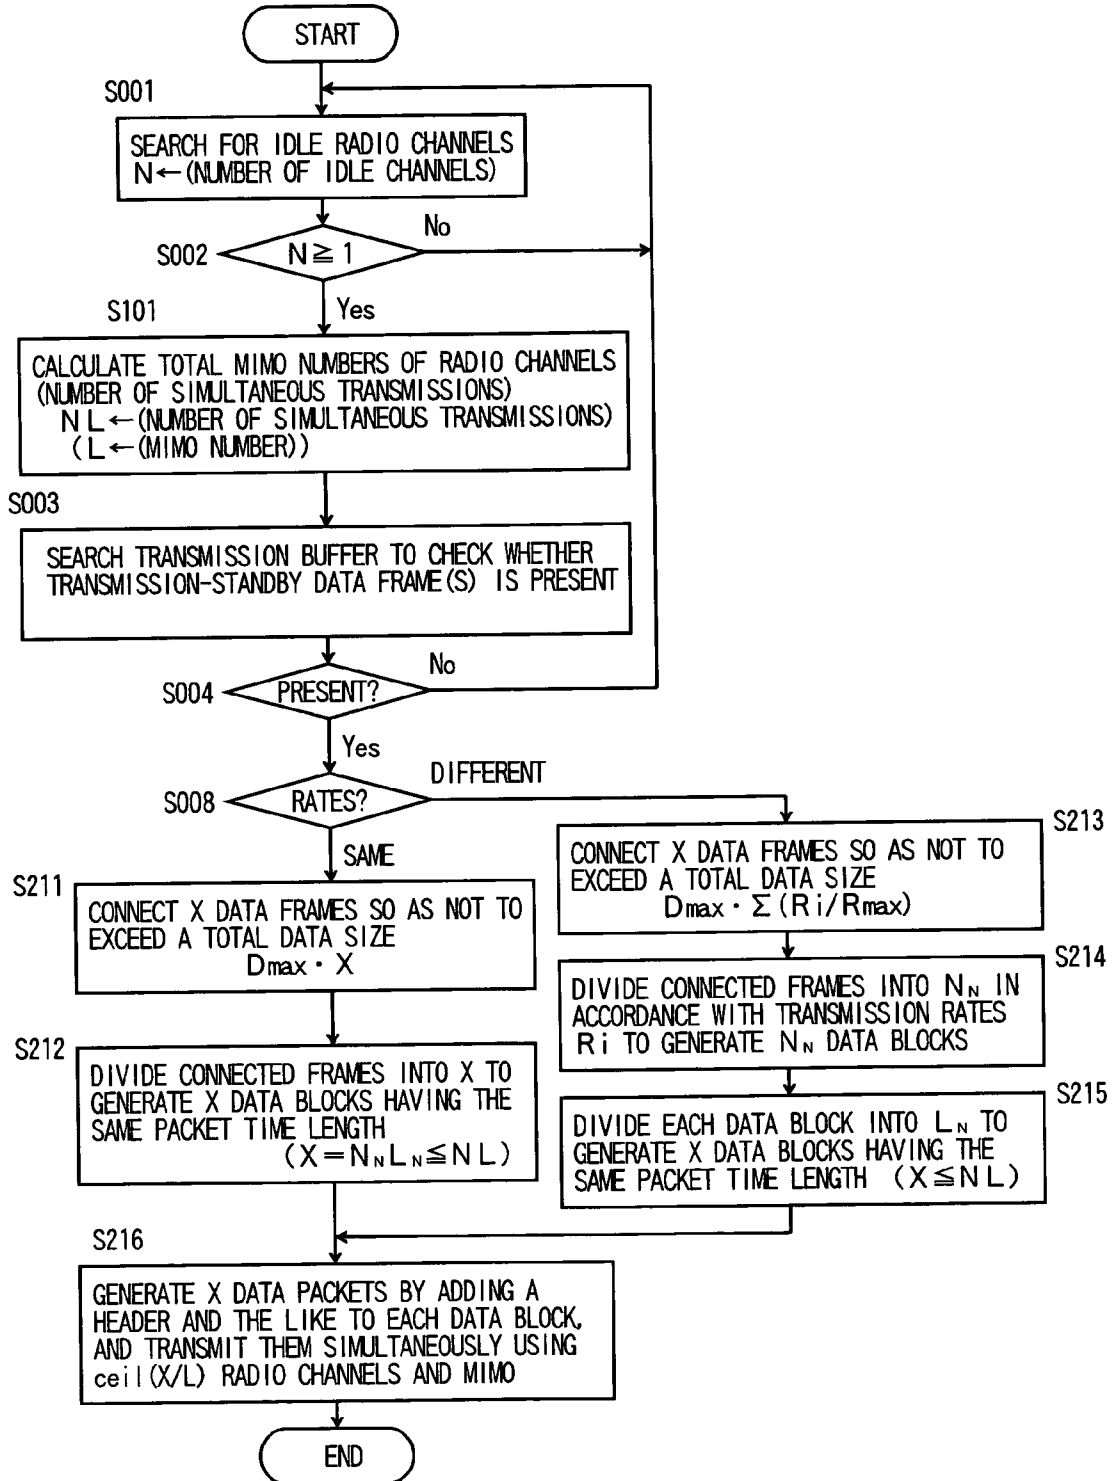 START
S001
SEARCH FOR IDLE RADIO CHANNELS
N←(NUMBER OF IDLE CHANNELS)
No
S002
N≧1
Yes
S101
CALCULATE TOTAL MIMO NUMBERS OF RADIO CHANNELS
(NUMBER OF SIMULTANEOUS TRANSMISSIONS)
NL←(NUMBER OF SIMULTANEOUS TRANSMISSIONS)
(L←(MIMO NUMBER))
S003
SEARCH TRANSMISSION BUFFER TO CHECK WHETHER
TRANSMISSION-STANDBY DATA FRAME(S) IS PRESENT
No
S004
PRESENT?
Yes
DIFFERENT
S008
RATES?
SAME
S211
CONNECT X DATA FRAMES SO AS NOT TO
EXCEED A TOTAL DATA SIZE
Dmax・X
S212
DIVIDE CONNECTED FRAMES INTO X TO
GENERATE X DATA BLOCKS HAVING THE
SAME PACKET TIME LENGTH
(X=NNLN≦NL)
S213
CONNECT X DATA FRAMES SO AS NOT TO
EXCEED A TOTAL DATA SIZE
Dmax・Σ(Ri/Rmax)
S214
DIVIDE CONNECTED FRAMES INTO NN IN
ACCORDANCE WITH TRANSMISSION RATES
Ri TO GENERATE NN DATA BLOCKS
S215
DIVIDE EACH DATA BLOCK INTO LN TO
GENERATE X DATA BLOCKS HAVING THE
SAME PACKET TIME LENGTH (X≦NL)
S216
GENERATE X DATA PACKETS BY ADDING A
HEADER AND THE LIKE TO EACH DATA BLOCK,
AND TRANSMIT THEM SIMULTANEOUSLY USING
ceil(X/L) RADIO CHANNELS AND MIMO
END